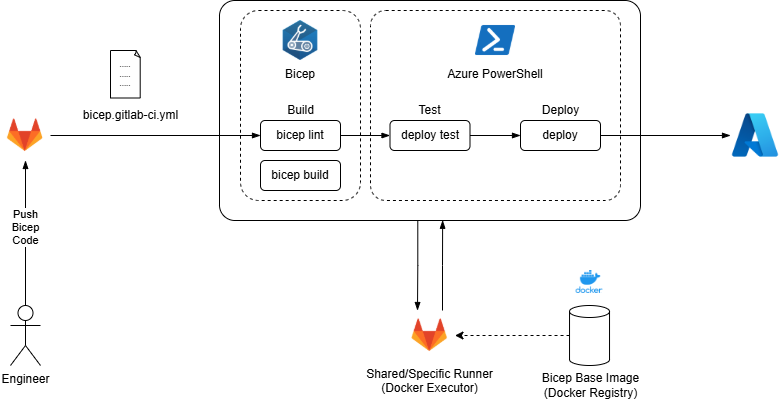 Bicep
Azure PowerShell
bicep.gitlab-ci.yml
Build
Test
Deploy
bicep lint
deploy test
deploy
bicep build
Push
Bicep
Code
docker
Engineer
Shared/Specific Runner
(Docker Executor)
Bicep Base Image
(Docker Registry)